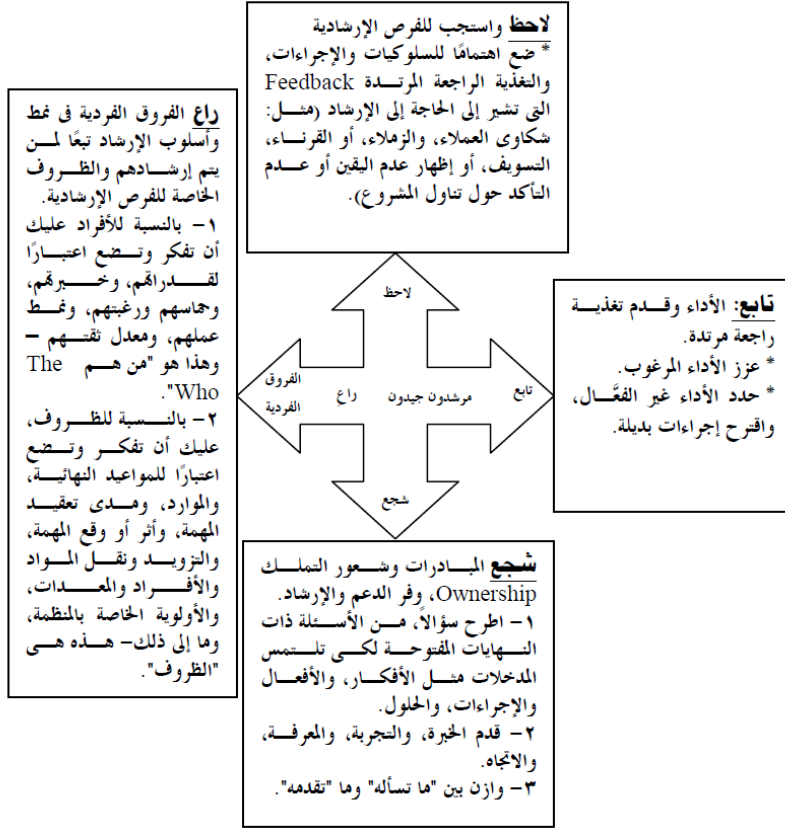 لاحظ واستجب للفرص الإرشادية
* ضع اهتمامًا للسلوكيات والإجراءات،
والتغذية الراجعة المرتدة Feedback
التى تشير إلى الحاجة إلى الإرشاد (مثل:
شكاوى العملاء، والزملاء، أو القرناء،
التسويف، أو إظهار عدم اليقين أو عدم
التأكد حول تناول المشروع).
راع الفروق الفردية فى نمط
وأسلوب الإرشاد تبعًا لمن
يتم إرشادهم والظروف
الخاصة للفرص الإرشادية.
١- بالنسبة للأفراد عليك
أن تفكر وتضع اعتبارًا
لقدراتهم، وخبرتهم،
وحماسهم ورغبتهم، ونمط
عملهم، ومعدل ثقتهم –
وهذا هو "من هم The
Who".
٢- بالنسبة للظروف،
عليك أن تفكر وتضع
اعتبارًا للمواعيد النهائية،
والموارد، ومدى تعقيد
المهمة، وأثر أو وقع المهمة،
والتزويد ونقل المواد
والأفراد والمعدات،
والأولوية الخاصة بالمنظمة،
وما إلى ذلك– هذه هى
"الظروف".
لاحظ
تابع
مرشدون جيدون
راع
الفروق
الفردية
شجع
تابع: الأداء وقدم تغذية
راجعة مرتدة.
* عزز الأداء المرغوب.
* حدد الأداء غير الفعَّال،
واقترح إجراءات بديلة.
شجع المبادرات وشعور التملك
Ownership، وفر الدعم والإرشاد.
١- اطرح سؤالاً، من الأسئلة ذات
النهايات المفتوحة لكى تلتمس
المدخلات مثل الأفكار، والأفعال
والإجراءات، والحلول.
٢- قدم الخبرة، والتجربة، والمعرفة،
والاتجاه.
٣- وازن بين "ما تسأله" وما "تقدمه".